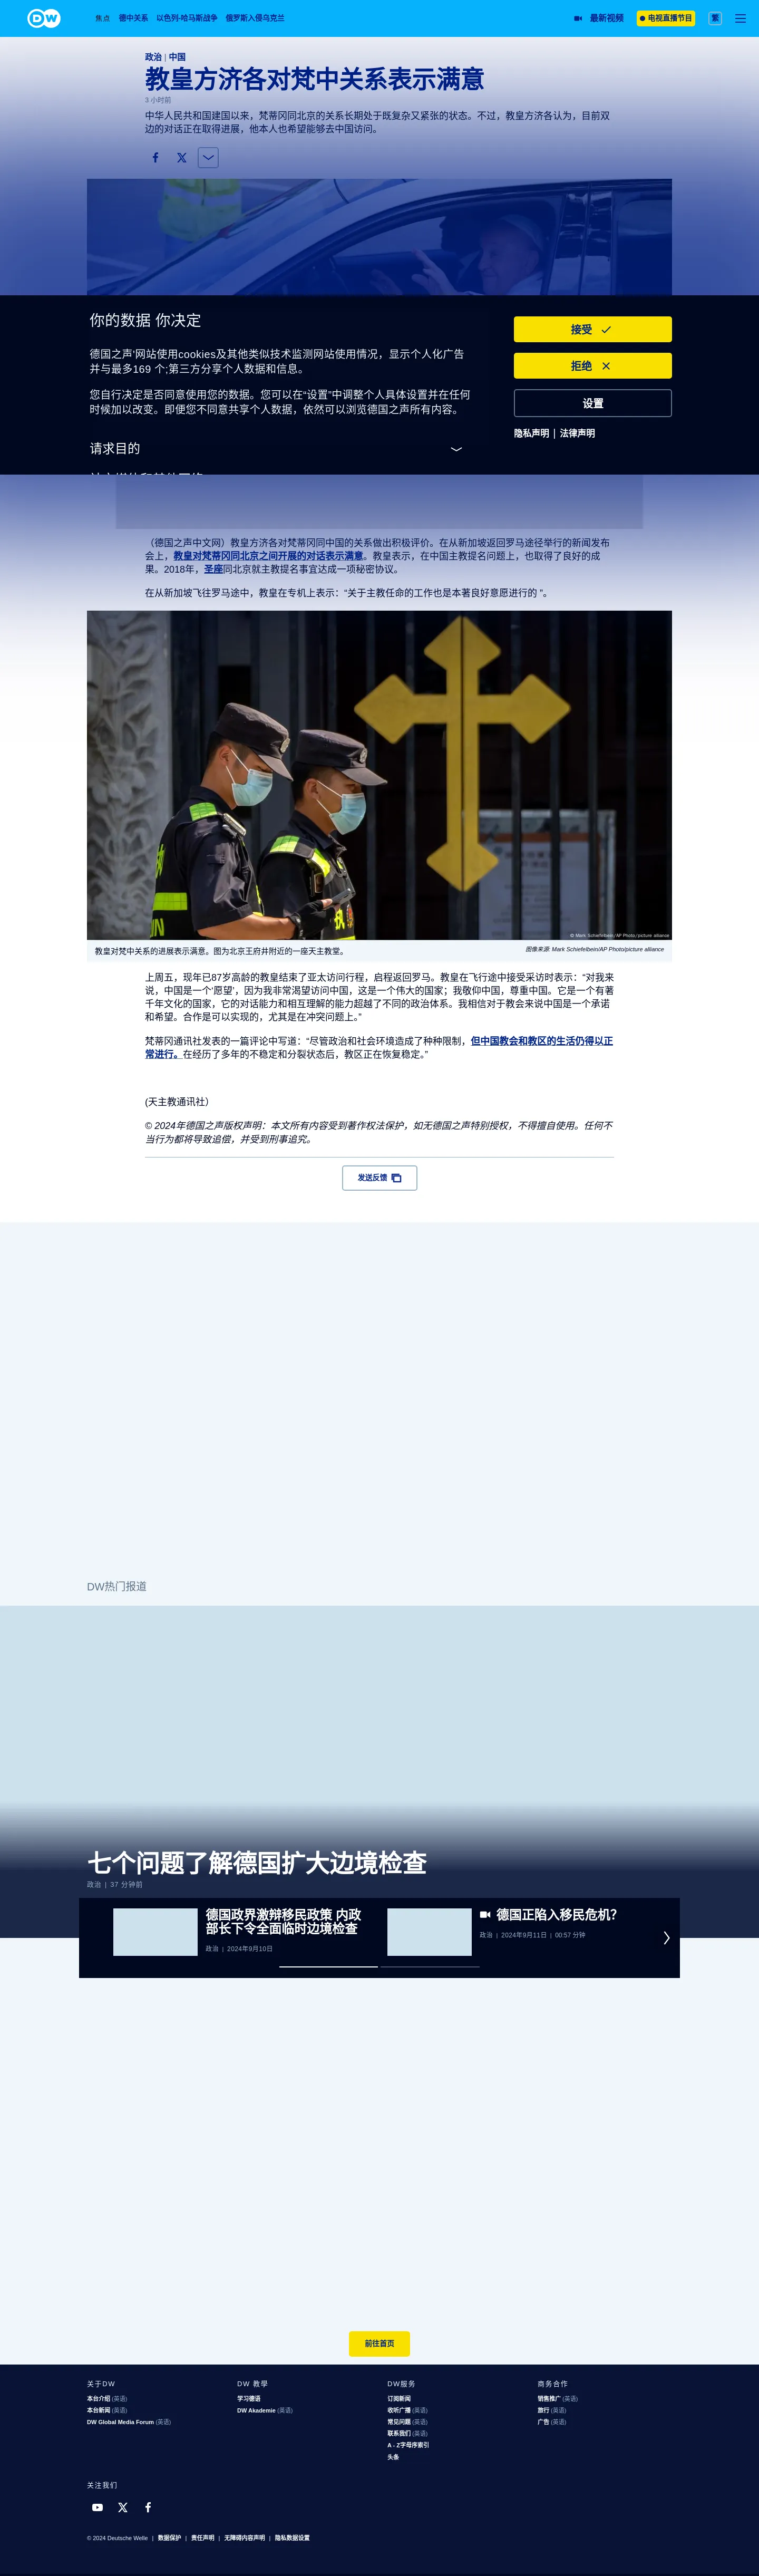 DW
焦点 德中关系 以色列-哈马斯战争 俄罗斯入侵乌克兰 最新视频 电视直播节目 繁
政治 | 中国
教皇方济各对梵中关系表示满意
3 小时前
中华人民共和国建国以来，梵蒂冈同北京的关系长期处于既复杂又紧张的状态。不过，教皇方济各认为，目前双
边的对话正在取得进展，他本人也希望能够去中国访问。
你的数据 你决定
德国之声'网站使用cookies及其他类似技术监测网站使用情况，显示个人化广告
并与最多169 个;第三方分享个人数据和信息。
您自行决定是否同意使用您的数据。您可以在“设置”中调整个人具体设置并在任何
时候加以改变。即便您不同意共享个人数据，依然可以浏览德国之声所有内容。
请求目的
接受
拒绝
设置
隐私声明 | 法律声明
（德国之声中文网）教皇方济各对梵蒂冈同中国的关系做出积极评价。在从新加坡返回罗马途径举行的新闻发布
会上，教皇对梵蒂冈同北京之间开展的对话表示满意。教皇表示，在中国主教提名问题上，也取得了良好的成
果。2018年，圣座同北京就主教提名事宜达成一项秘密协议。
在从新加坡飞往罗马途中，教皇在专机上表示：“关于主教任命的工作也是本著良好意愿进行的 ”。
© Mark Schiefelbein/AP Photo/picture alliance
教皇对梵中关系的进展表示满意。图为北京王府井附近的一座天主教堂。
图像来源: Mark Schiefelbein/AP Photo/picture alliance
上周五，现年已87岁高龄的教皇结束了亚太访问行程，启程返回罗马。教皇在飞行途中接受采访时表示：“对我来
说，中国是一个‘愿望’，因为我非常渴望访问中国，这是一个伟大的国家；我敬仰中国，尊重中国。它是一个有著
千年文化的国家，它的对话能力和相互理解的能力超越了不同的政治体系。我相信对于教会来说中国是一个承诺
和希望。合作是可以实现的，尤其是在冲突问题上。”
梵蒂冈通讯社发表的一篇评论中写道：“尽管政治和社会环境造成了种种限制，但中国教会和教区的生活仍得以正
常进行。在经历了多年的不稳定和分裂状态后，教区正在恢复稳定。”
(天主教通讯社）
© 2024年德国之声版权声明：本文所有内容受到著作权法保护，如无德国之声特别授权，不得擅自使用。任何不
当行为都将导致追偿，并受到刑事追究。
发送反馈
DW热门报道
七个问题了解德国扩大边境检查
政治 | 37 分钟前
德国政界激辩移民政策 内政
部长下令全面临时边境检查
政治 | 2024年9月10日
德国正陷入移民危机？
政治 | 2024年9月11日 | 00:57 分钟
前往首页
关于DW
本台介绍 (英语)
本台新闻 (英语)
DW Global Media Forum (英语)
DW 教學
学习德语
DW Akademie (英语)
DW服务
订阅新闻
收听广播 (英语)
常见问题 (英语)
联系我们 (英语)
A - Z字母序索引
头条
商务合作
销售推广 (英语)
旅行 (英语)
广告 (英语)
关注我们
© 2024 Deutsche Welle | 数据保护 | 责任声明 | 无障碍内容声明 | 隐私数据设置